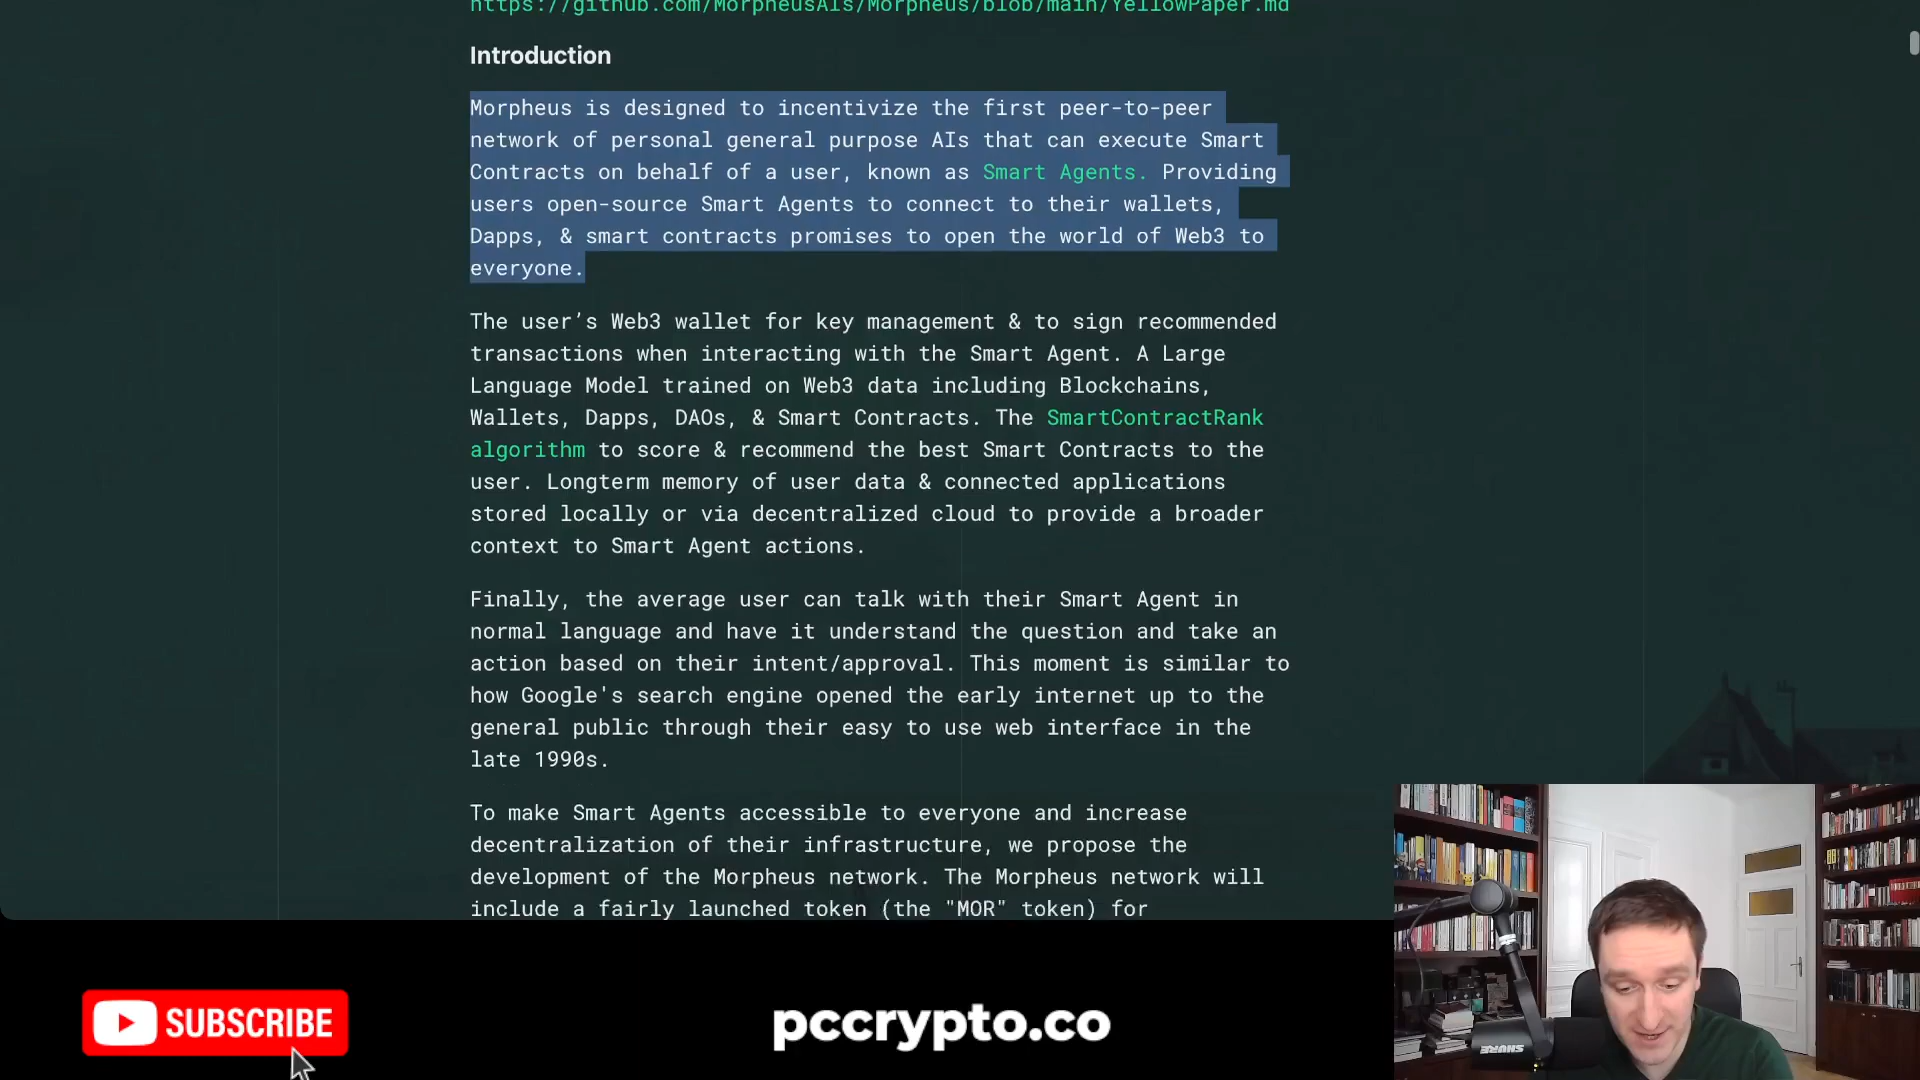 https://github.com/MorpheusAIs/Morpheus/blob/main/YellowPaper.md
Introduction
Morpheus is designed to incentivize the first peer-to-peer
network of personal general purpose AIs that can execute Smart
Contracts on behalf of a user, known as Smart Agents. Providing
users open-source Smart Agents to connect to their wallets,
Dapps, & smart contracts promises to open the world of Web3 to
everyone.
The user’s Web3 wallet for key management & to sign recommended
transactions when interacting with the Smart Agent. A Large
Language Model trained on Web3 data including Blockchains,
Wallets, Dapps, DAOs, & Smart Contracts. The SmartContractRank
algorithm to score & recommend the best Smart Contracts to the
user. Longterm memory of user data & connected applications
stored locally or via decentralized cloud to provide a broader
context to Smart Agent actions.
Finally, the average user can talk with their Smart Agent in
normal language and have it understand the question and take an
action based on their intent/approval. This moment is similar to
how Google's search engine opened the early internet up to the
general public through their easy to use web interface in the
late 1990s.
To make Smart Agents accessible to everyone and increase
decentralization of their infrastructure, we propose the
development of the Morpheus network. The Morpheus network will
include a fairly launched token (the "MOR" token) for
SUBSCRIBE
pccrypto.co
SHURE